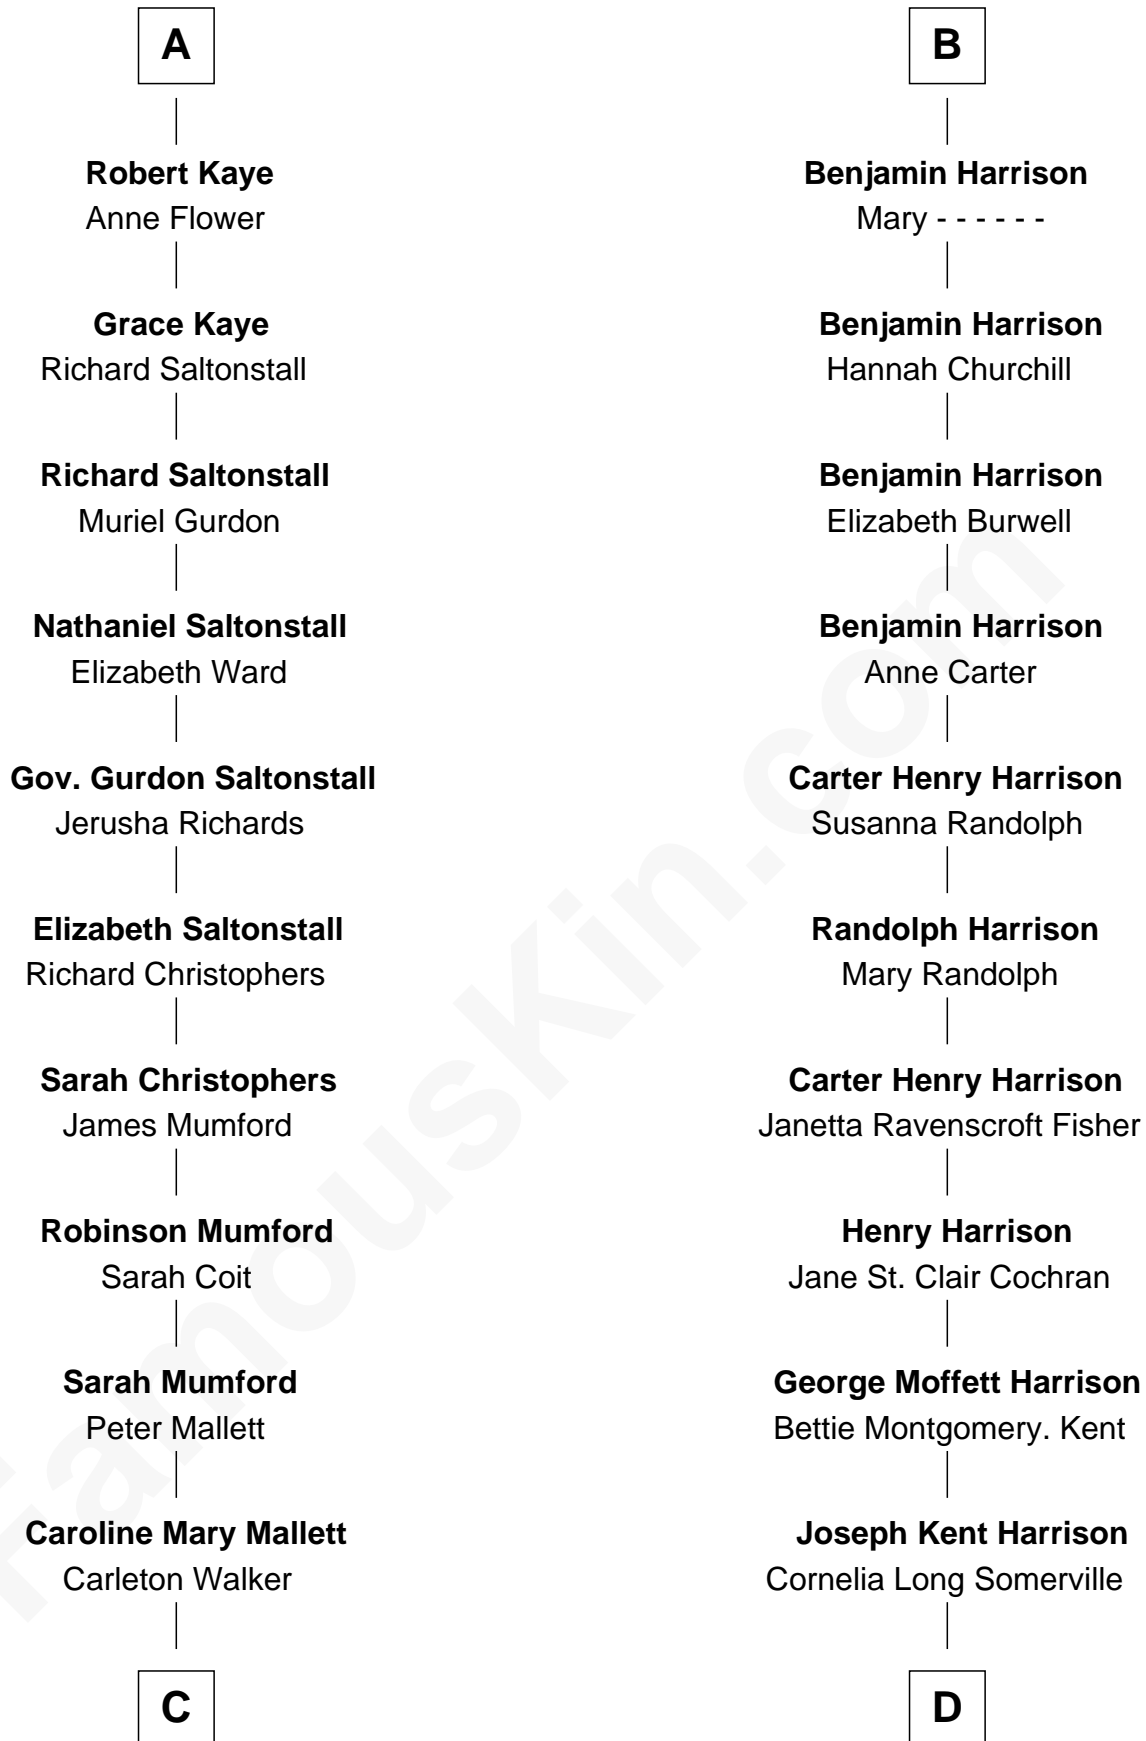 A
Robert Kaye
Anne Flower
Grace Kaye
Richard Saltonstall
Richard Saltonstall
Muriel Gurdon
Nathaniel Saltonstall
Elizabeth Ward
Gov. Gurdon Saltonstall
Jerusha Richards
Elizabeth Saltonstall
Richard Christophers
Sarah Christophers
James Mumford
Robinson Mumford
Sarah Coit
Sarah Mumford
Peter Mallett
Caroline Mary Mallett
Carleton Walker
C
B
Benjamin Harrison
Mary - - - - - -
Benjamin Harrison
Hannah Churchill
Benjamin Harrison
Elizabeth Burwell
Benjamin Harrison
Anne Carter
Carter Henry Harrison
Susanna Randolph
Randolph Harrison
Mary Randolph
Carter Henry Harrison
Janetta Ravenscroft Fisher
Henry Harrison
Jane St. Clair Cochran
George Moffett Harrison
Bettie Montgomery. Kent
Joseph Kent Harrison
Cornelia Long Somerville
D
FamousKin.com